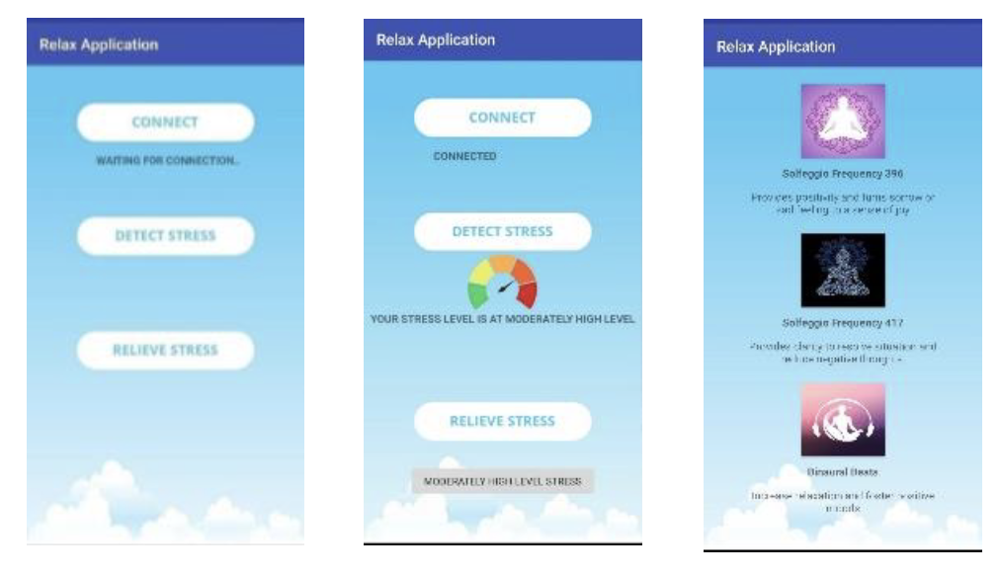 Relax Application
CONNECT
WAITING FOR CONNECTION..
DETECT STRESS
RELIEVE STRESS
Relax Application
CONNECT
CONNECTED
DETECT STRESS
YOUR STRESS LEVEL IS AT MODERATELY HIGH LEVEL
RELIEVE STRESS
MODERATELY HIGH LEVEL STRESS
Relax Application
Solfeggio Frequency 396
Provides positivity and turns sorrow or
sad feeling to a sense of joy
Solfeggio Frequency 417
Provides clarity to resolve situation and
reduce negative thoughts
Binaural Beats
Increase relaxation and foster positive
moods